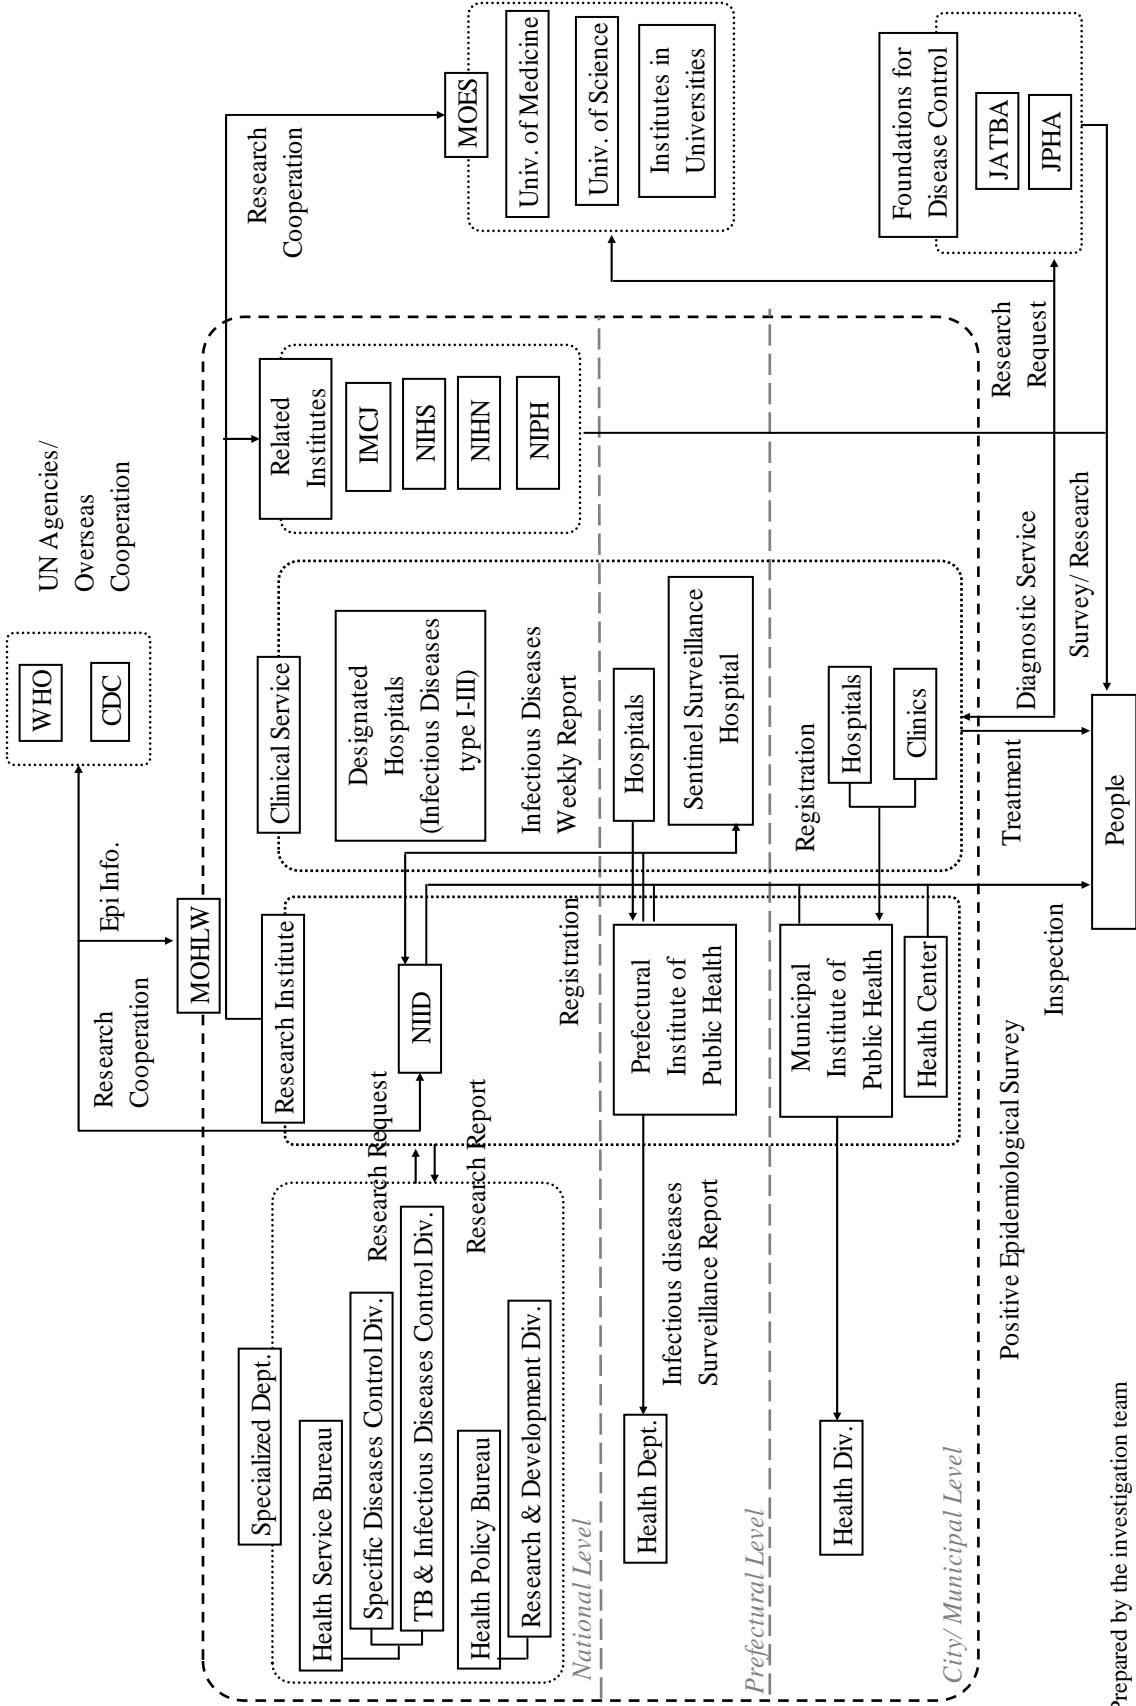 UN Agencies/
Overseas
Cooperation
WHO
CDC
Epi Info.
Research
Cooperation
MOHLW
Research
Cooperation
Specialized Dept.
Health Service Bureau
Specific Diseases Control Div.
TB & Infectious Diseases Control Div.
Health Policy Bureau
Research & Development Div.
National Level
Research Request
Research Report
Research Institute
NIID
Registration
Clinical Service
Designated
Hospitals
(Infectious Diseases
type I-III)
Infectious Diseases
Weekly Report
Related
Institutes
IMCJ
NIHS
NIHN
NIPH
MOES
Univ. of Medicine
Univ. of Science
Institutes in
Universities
Health Dept.
Infectious diseases
Surveillance Report
Prefectural Level
Prefectural
Institute of
Public Health
Hospitals
Sentinel Surveillance
Hospital
Registration
Health Div.
City/ Municipal Level
Municipal
Institute of
Public Health
Health Center
Hospitals
Clinics
Foundations for
Disease Control
JATBA
JPHA
Research
Request
Positive Epidemiological Survey
Inspection
Treatment
Diagnostic Service
Survey/ Research
People
Prepared by the investigation team